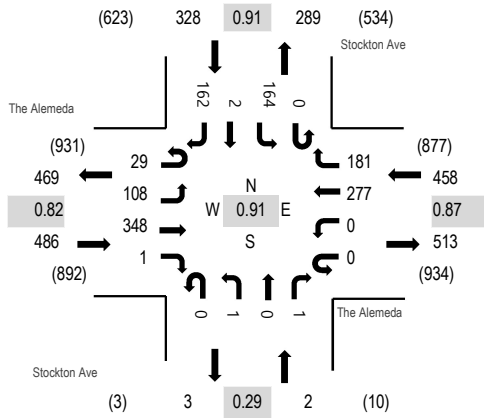 (623) 328 0.91 289 (534)
Stockton Ave
162 2 164 0
The Alameda
(931) 29 181 (877)
469 108 277 458
N
0.82 W 0.91 E 0.87
S
486 348 0 513
(892) 1 0 (934)
0 1 0 1
The Alameda
Stockton Ave
(3) 3 0.29 2 (10)